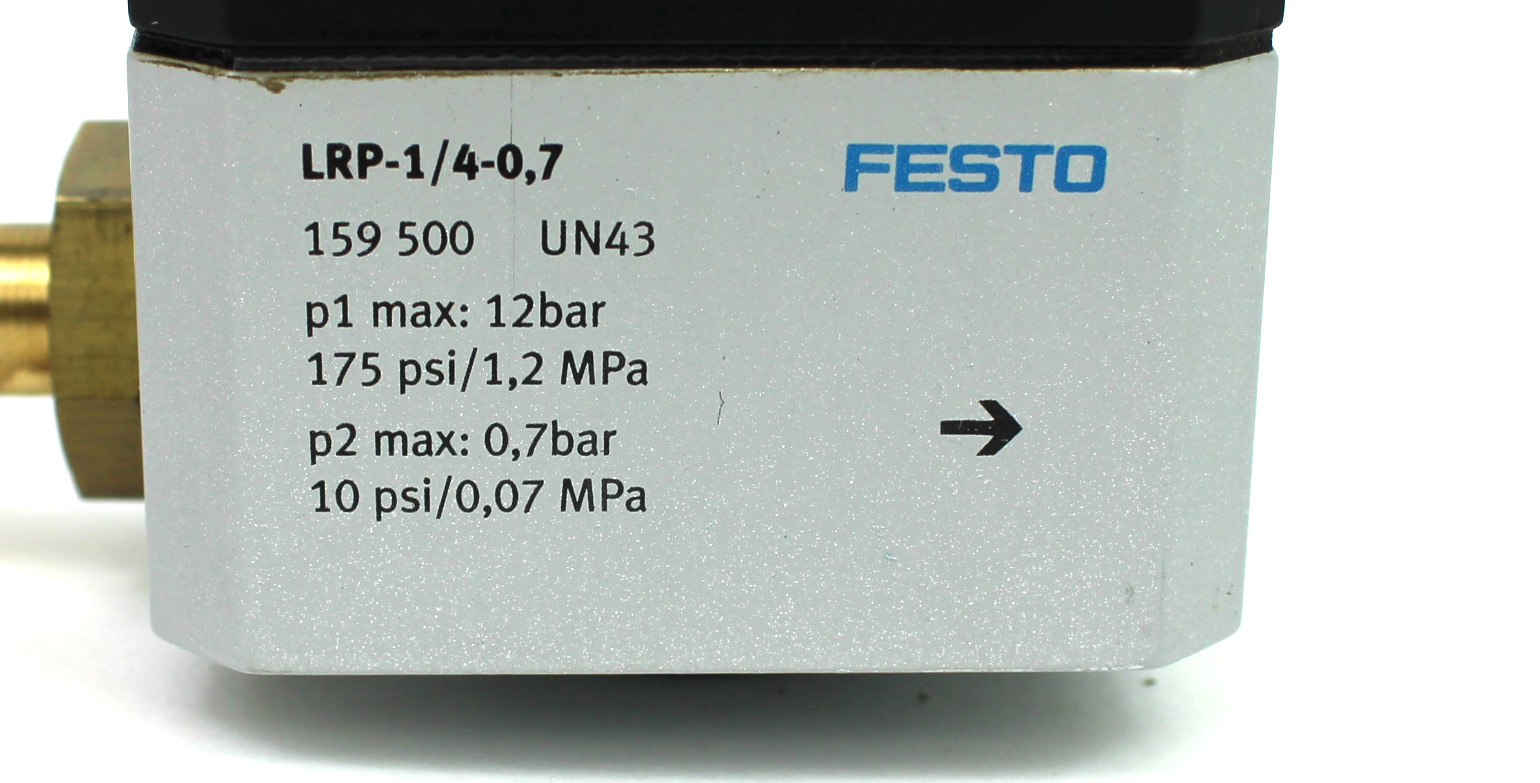 LRP-1/4-0,7
FESTO
159 500 UN43
p1 max: 12bar
175 psi/1,2 MPa
p2 max: 0,7bar
10 psi/0,07 MPa